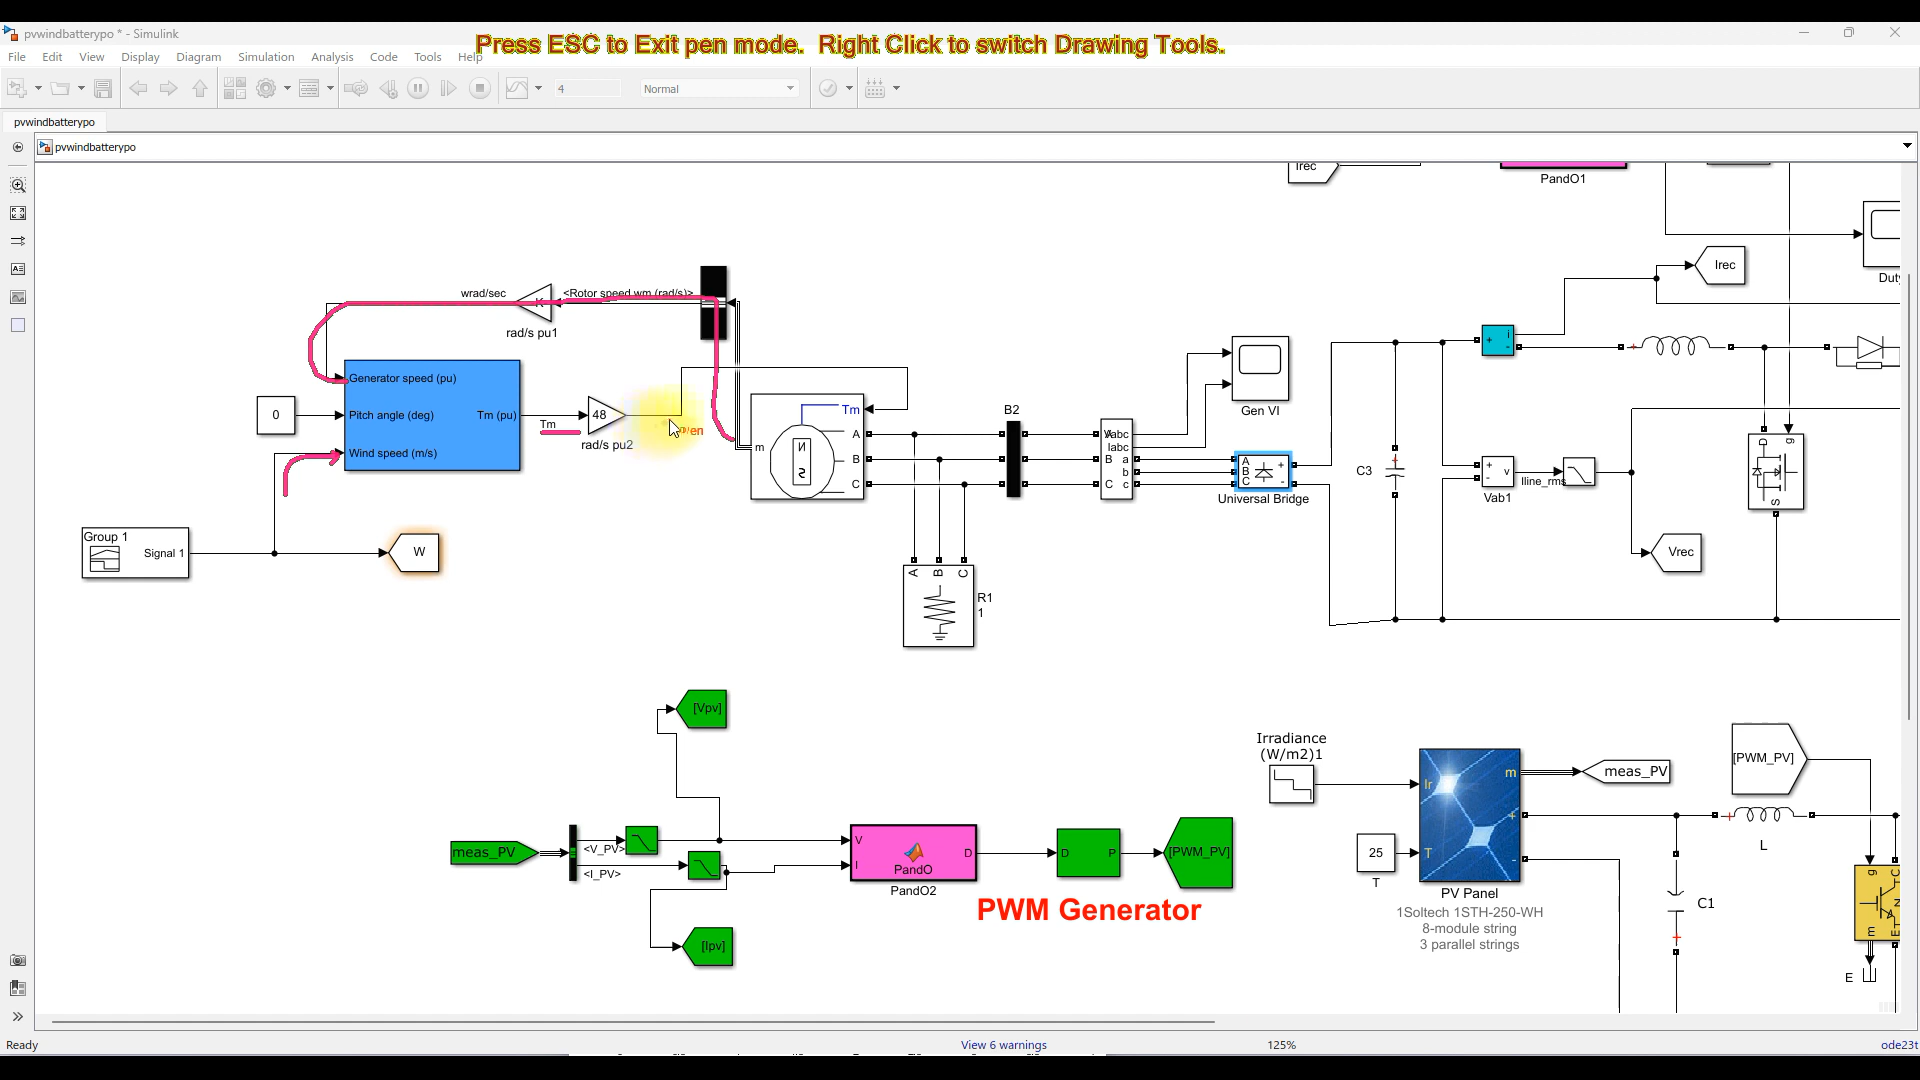 pvwindbatterypo * - Simulink
Press ESC to Exit pen mode. Right Click to switch Drawing Tools.
File Edit View Display Diagram Simulation Analysis Code Tools Help
4
Normal
pvwindbatterypo
pvwindbatterypo
Irec
PandO1
Duty
wrad/sec
<Rotor speed wm (rad/s)>
K
rad/s pu1
Irec
Generator speed (pu)
Pitch angle (deg)
Wind speed (m/s)
Tm (pu)
0
Tm
48
rad/s pu2
Tm
m
A
B
C
N
S
B2
Vabc
Iabc
A
B
C
a
b
c
Gen VI
A
B
C
+
-
Universal Bridge
C3
+
i
-
+
-
v
Vab1
Iline_rms
D
g
S
Vrec
Group 1
Signal 1
W
A B C
R1
1
[Vpv]
Irradiance
(W/m2)1
meas_PV
<V_PV>
<I_PV>
V
I
D
PandO
PandO2
D
P
[PWM_PV]
PWM Generator
[Ipv]
25
T
Ir
T
m
+
-
PV Panel
1Soltech 1STH-250-WH
8-module string
3 parallel strings
meas_PV
[PWM_PV]
L
C1
g
C
m
E
E
Ready
View 6 warnings
125%
ode23t